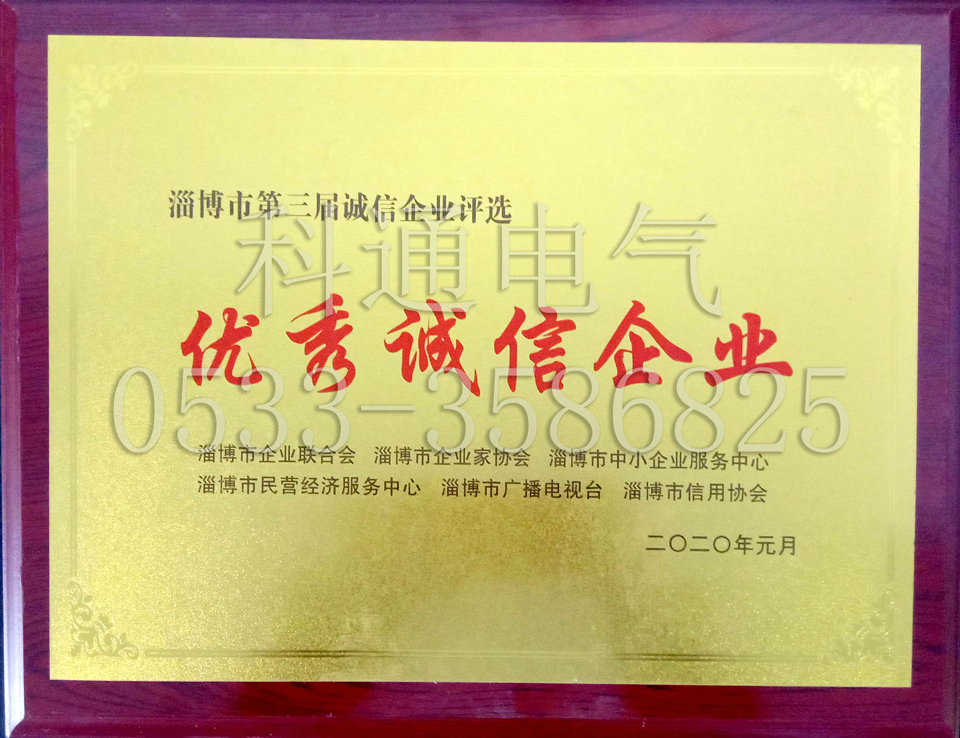 淄博市第三届诚信企业评选
科通电气
优秀诚信企业
0533-3586825
淄博市企业联合会 淄博市企业家协会 淄博市中小企业服务中心
淄博市民营经济服务中心 淄博市广播电视台 淄博市信用协会
二〇二〇年元月